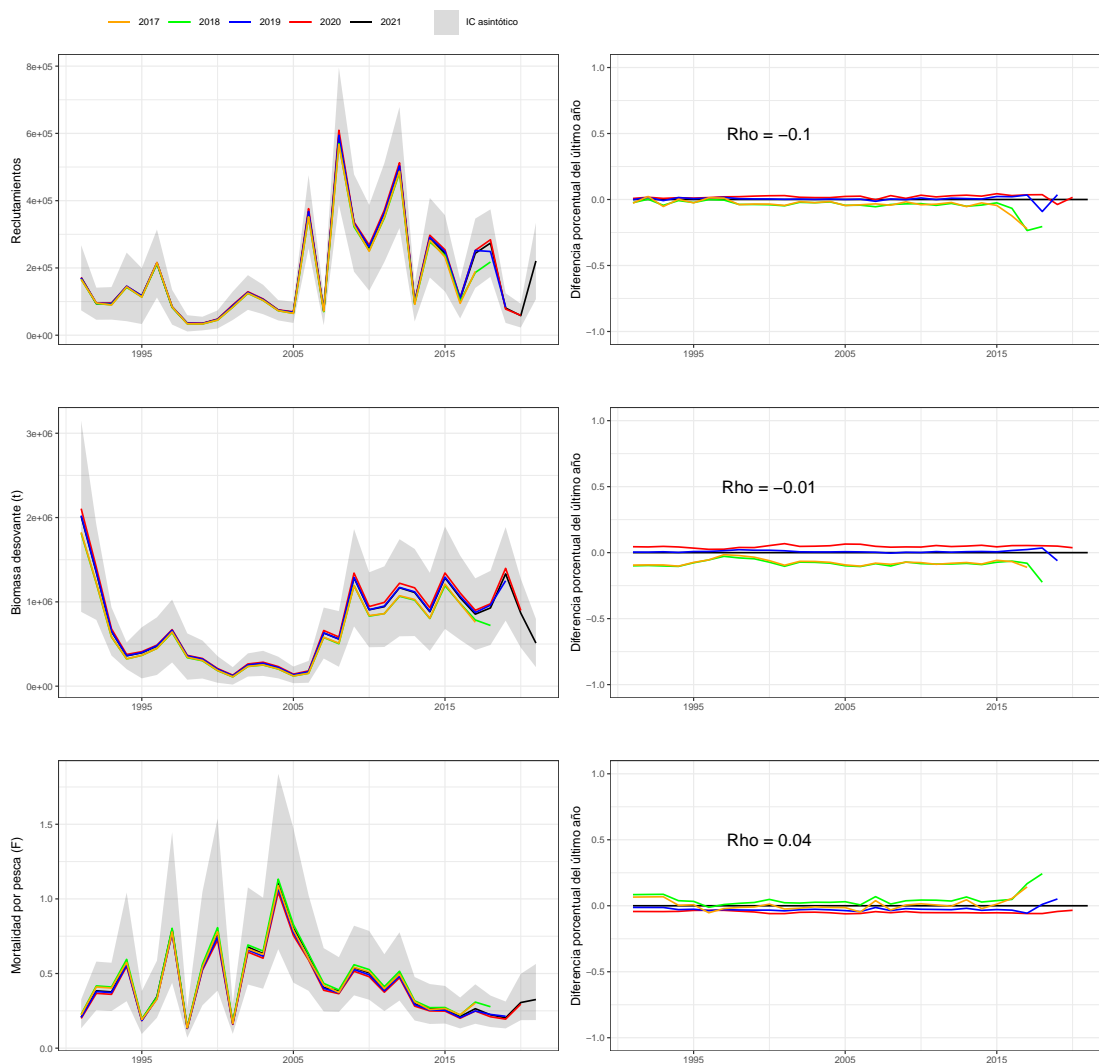 2017 2018 2019 2020 2021 IC asintótico
Reclutamientos
8e+05
6e+05
4e+05
2e+05
0e+00
1995 2005 2015
Diferencia porcentual del último año
1.0
0.5
0.0
−0.5
−1.0
Rho = −0.1
1995 2005 2015
Biomasa desovante (t)
3e+06
2e+06
1e+06
0e+00
1995 2005 2015
Diferencia porcentual del último año
1.0
0.5
0.0
−0.5
−1.0
Rho = −0.01
1995 2005 2015
Mortalidad por pesca (F)
1.5
1.0
0.5
0.0
1995 2005 2015
Diferencia porcentual del último año
1.0
0.5
0.0
−0.5
−1.0
Rho = 0.04
1995 2005 2015